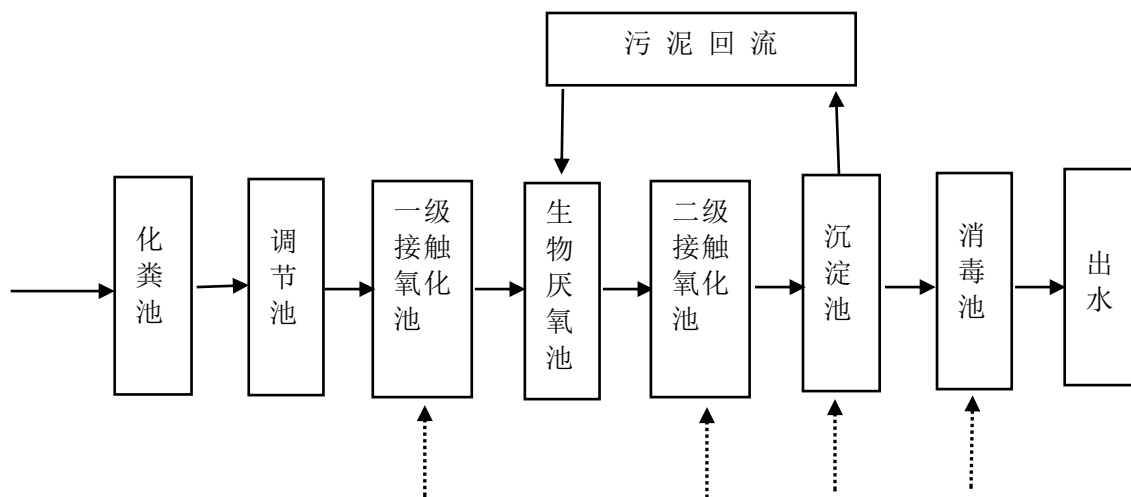 污泥回流
化粪池
调节池
一级
接触
氧化
池
生物厌氧池
二级
接触
氧化
池
沉淀池
消毒池
出水